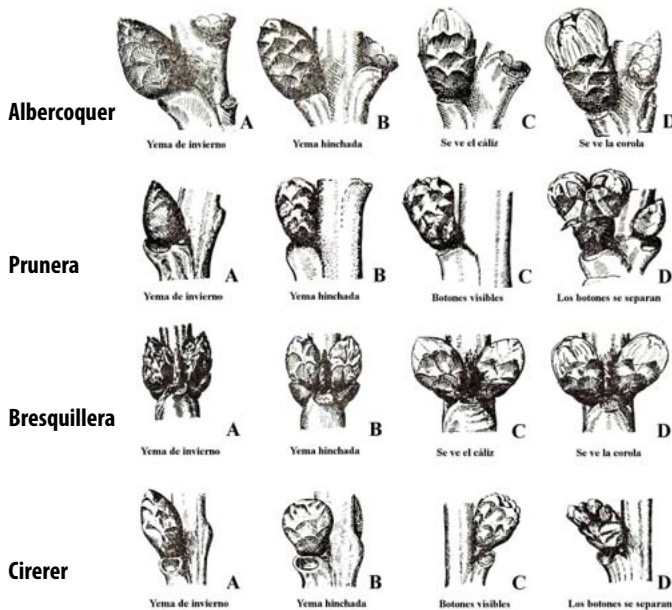 Albercoquer
A B C D
Yema de invierno Yema hinchada Se ve el cáliz Se ve la corola
Prunera
A B C D
Yema de invierno Yema hinchada Botones visibles Los botones se separan
Bresquillera
A B C D
Yema de invierno Yema hinchada Se ve el cáliz Se ve la corola
Cirerer
A B C D
Yema de invierno Yema hinchada Botones visibles Los botones se separan